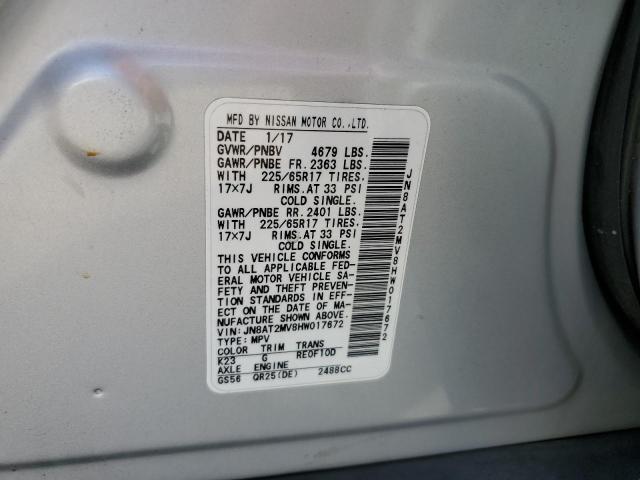 MFD BY NISSAN MOTOR CO.,LTD.
DATE 1/17
GVWR/PNBV 4679 LBS.
GAWR/PNBE FR. 2363 LBS.
WITH 225/65R17 TIRES.
17×7J RIMS.AT 33 PSI
COLD SINGLE.
GAWR/PNBE RR. 2401 LBS.
WITH 225/65R17 TIRES.
17×7J RIMS.AT 33 PSI
COLD SINGLE.
THIS VEHICLE CONFORMS
TO ALL APPLICABLE FED-
ERAL MOTOR VEHICLE SA-
FETY AND THEFT PREVEN-
TION STANDARDS IN EFF-
ECT ON THE DATE OF MA-
NUFACTURE SHOWN ABOVE.
VIN: JN8AT2MV8HW017672
TYPE: MPV
COLOR TRIM TRANS
K23 G RE0F10D
AXLE ENGINE
GS56 QR25(DE) 2488CC
JN8AT2MV8HW017672